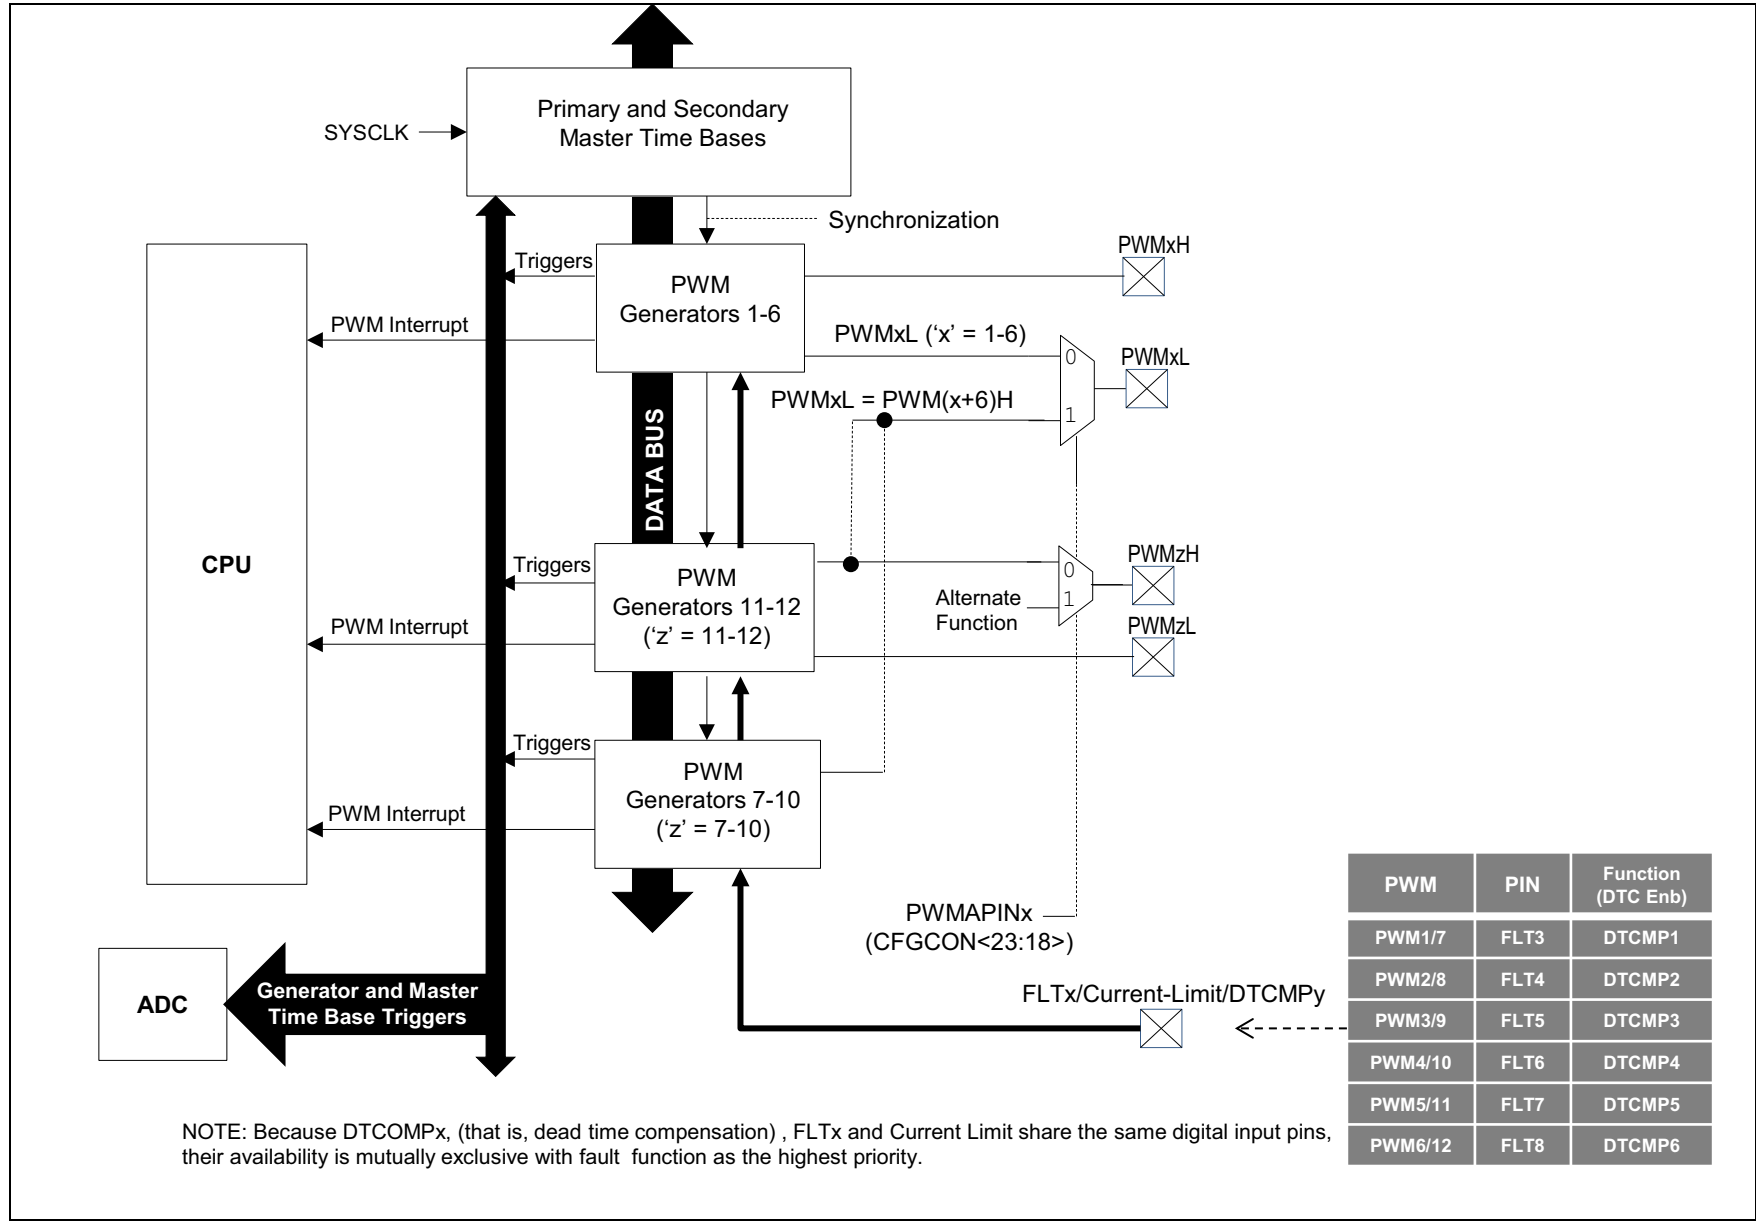 Primary and Secondary
Master Time Bases
SYSCLK
Synchronization
PWMxH
Triggers
PWM
Generators 1-6
PWM Interrupt
PWMxL (‘x’ = 1-6)
0
PWMxL
PWMxL = PWM(x+6)H
1
DATA BUS
CPU
Triggers
PWM
Generators 11-12
(‘z’ = 11-12)
PWMzH
0
Alternate
Function
1
PWM Interrupt
PWMzL
Triggers
PWM
Generators 7-10
(‘z’ = 7-10)
PWM Interrupt
PWMAPINx
(CFGCON<23:18>)
ADC
Generator and Master
Time Base Triggers
FLTx/Current-Limit/DTCMPy
PWM PIN Function
(DTC Enb)
PWM1/7 FLT3 DTCMP1
PWM2/8 FLT4 DTCMP2
PWM3/9 FLT5 DTCMP3
PWM4/10 FLT6 DTCMP4
PWM5/11 FLT7 DTCMP5
PWM6/12 FLT8 DTCMP6
NOTE: Because DTCOMPx, (that is, dead time compensation) , FLTx and Current Limit share the same digital input pins,
their availability is mutually exclusive with fault function as the highest priority.